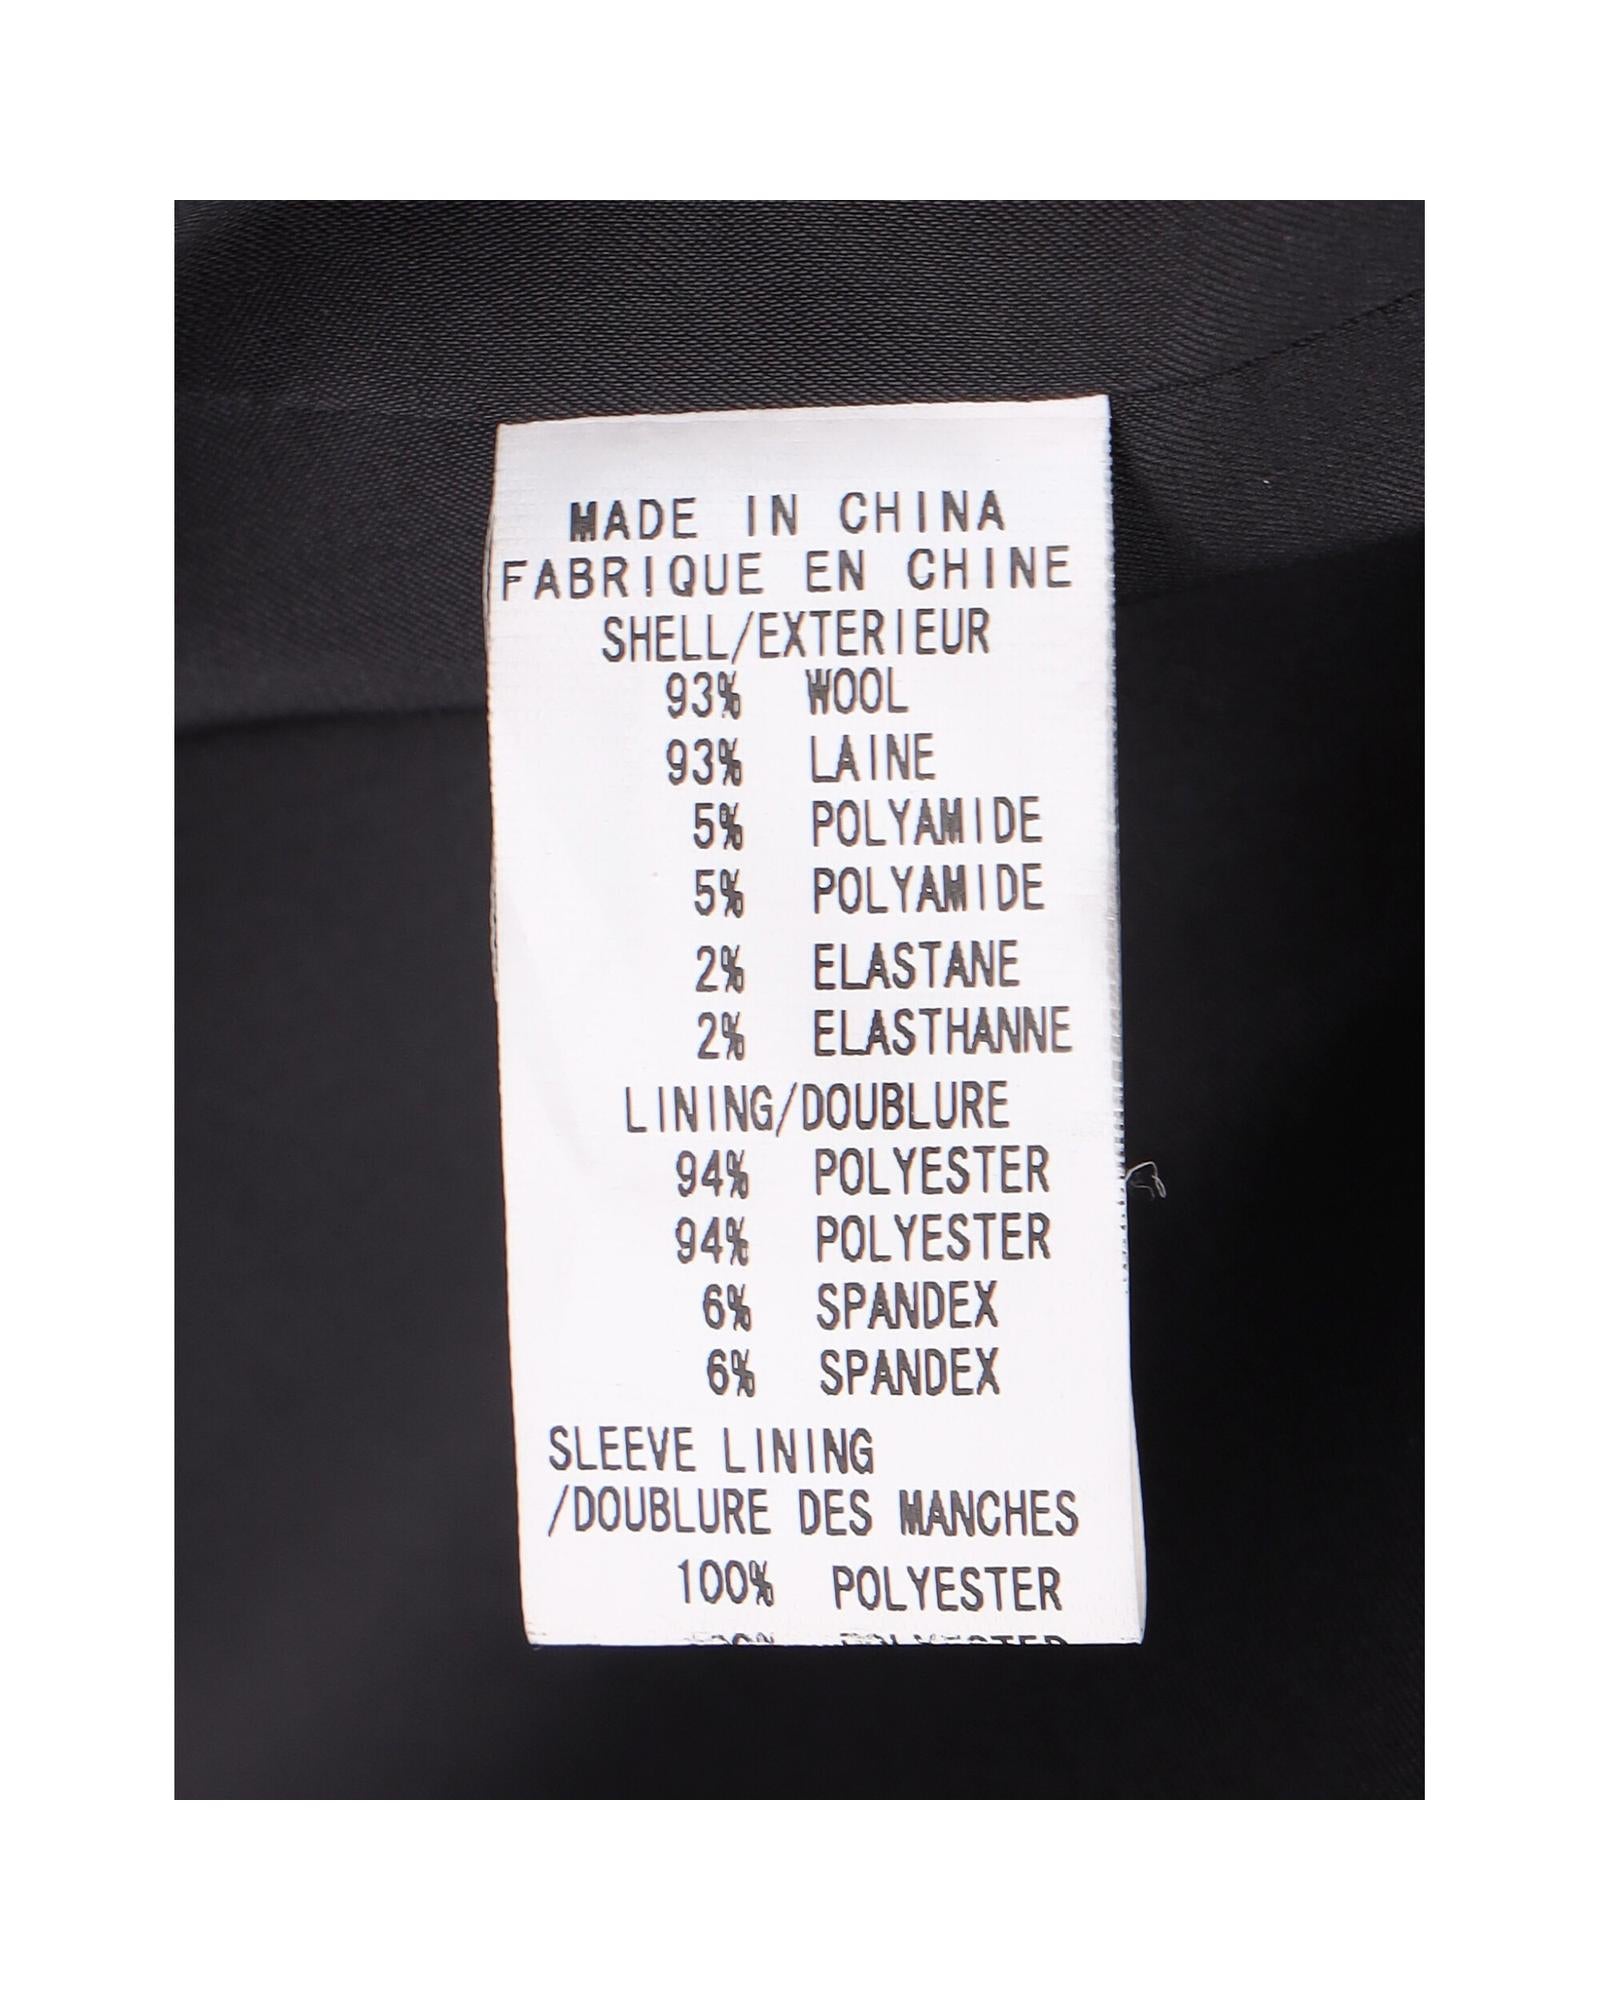 MADE IN CHINA
FABRIQUE EN CHINE
SHELL/EXTERIEUR
93% WOOL
93% LAINE
5% POLYAMIDE
5% POLYAMIDE
2% ELASTANE
2% ELASTHANNE
LINING/DOUBLURE
94% POLYESTER
94% POLYESTER
6% SPANDEX
6% SPANDEX
SLEEVE LINING
/DOUBLURE DES MANCHES
100% POLYESTER